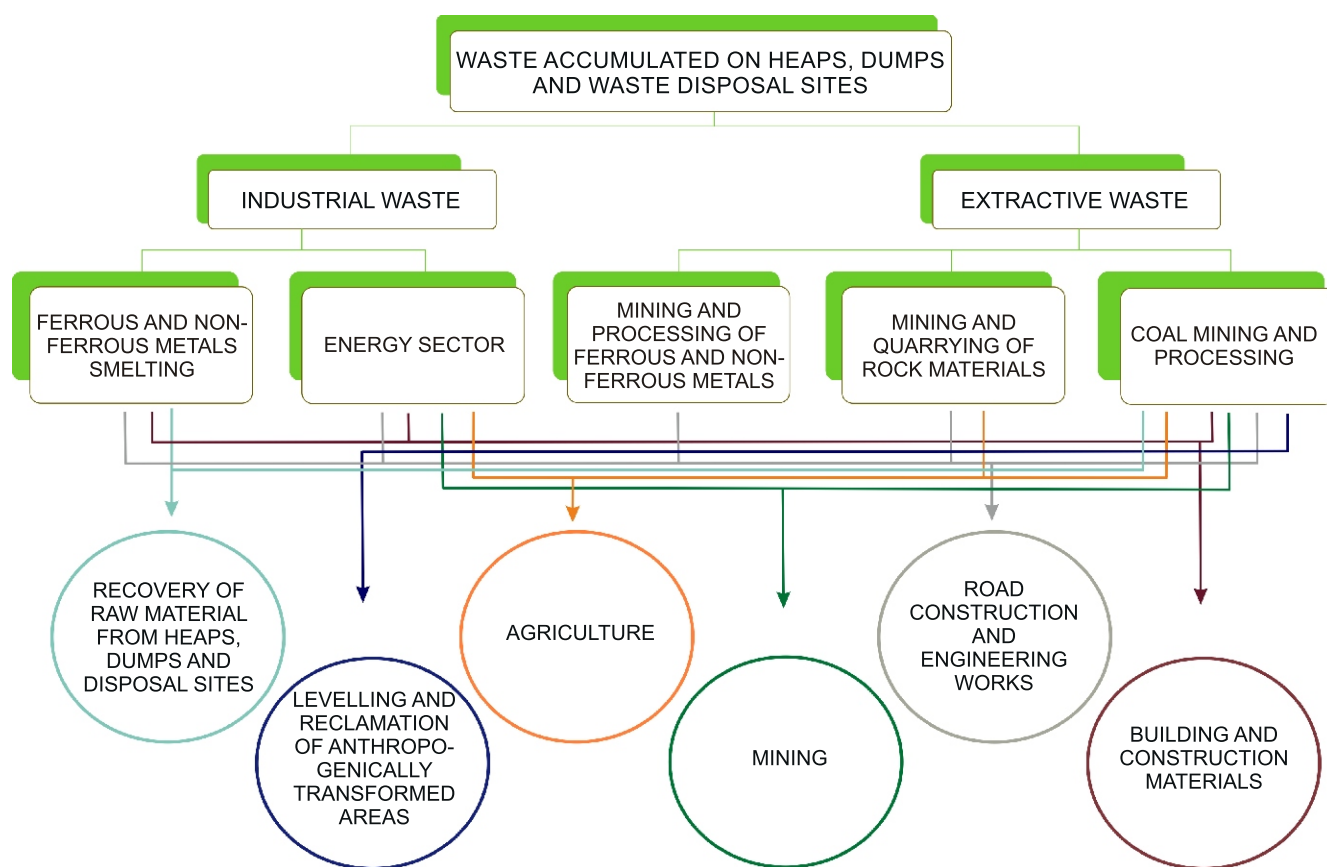 WASTE ACCUMULATED ON HEAPS, DUMPS
AND WASTE DISPOSAL SITES
INDUSTRIAL WASTE
EXTRACTIVE WASTE
FERROUS AND NON-
FERROUS METALS
SMELTING
ENERGY SECTOR
MINING AND
PROCESSING OF
FERROUS AND NON-
FERROUS METALS
MINING AND
QUARRYING OF
ROCK MATERIALS
COAL MINING AND
PROCESSING
RECOVERY OF
RAW MATERIAL
FROM HEAPS,
DUMPS AND
DISPOSAL SITES
LEVELLING AND
RECLAMATION
OF ANTHROPO-
GENICALLY
TRANSFORMED
AREAS
AGRICULTURE
MINING
ROAD
CONSTRUCTION
AND
ENGINEERING
WORKS
BUILDING AND
CONSTRUCTION
MATERIALS